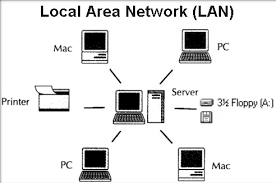 Local Area Network (LAN)
Mac
PC
Printer
Server
3½ Floppy (A:)
PC
Mac